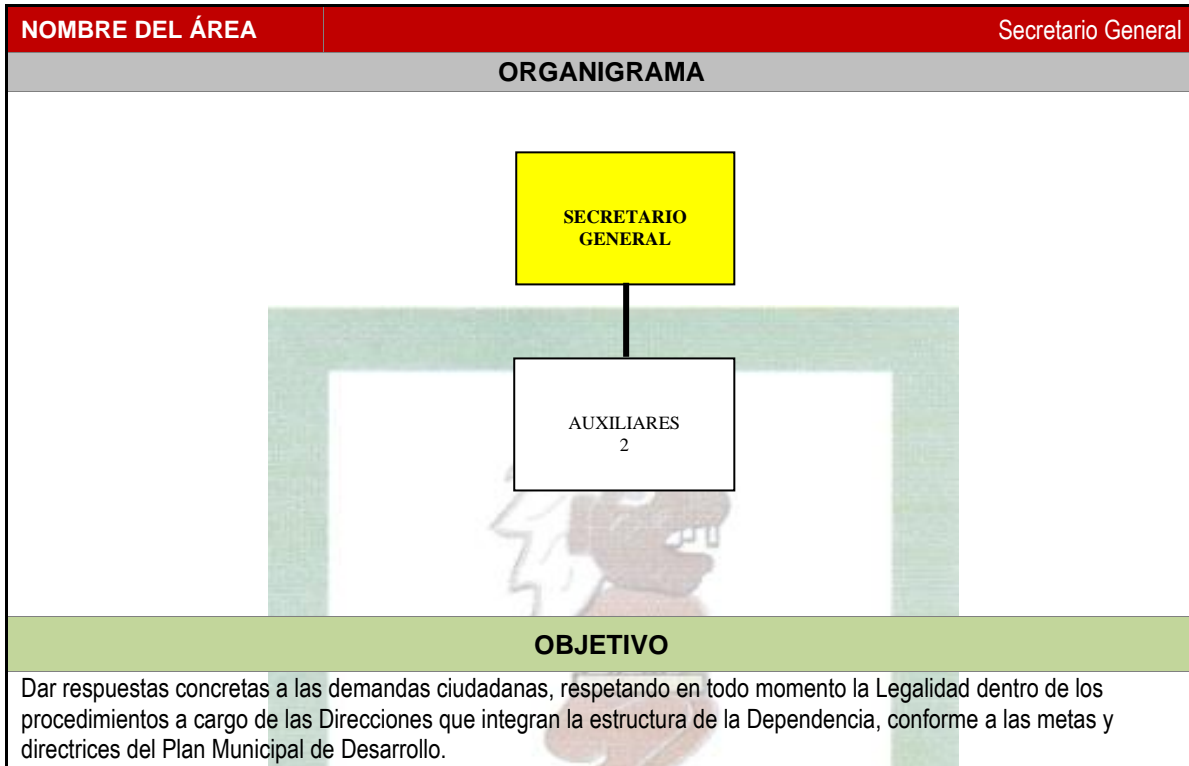 NOMBRE DEL ÁREA Secretario General
ORGANIGRAMA
SECRETARIO
GENERAL
AUXILIARES
2
OBJETIVO
Dar respuestas concretas a las demandas ciudadanas, respetando en todo momento la Legalidad dentro de los
procedimientos a cargo de las Direcciones que integran la estructura de la Dependencia, conforme a las metas y
directrices del Plan Municipal de Desarrollo.